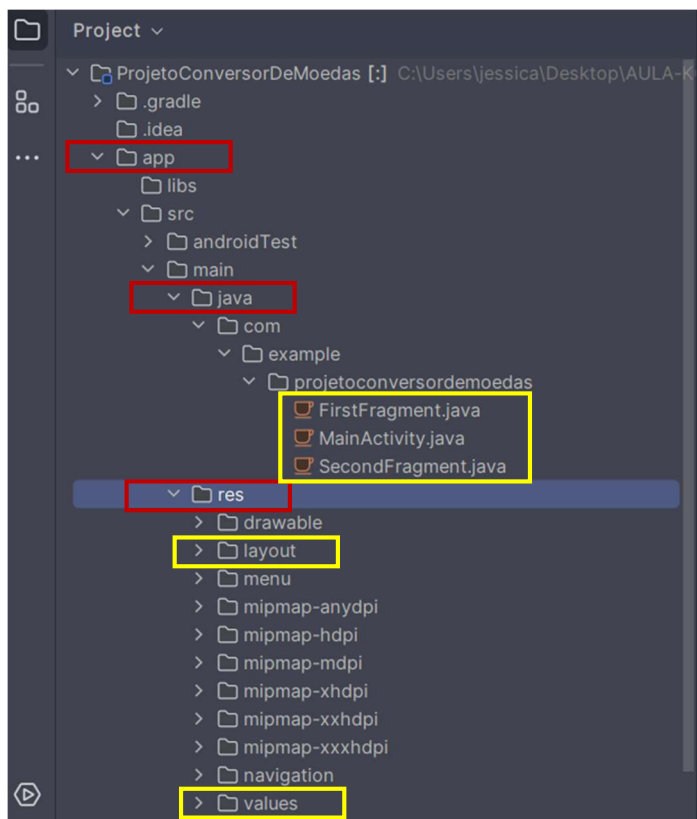 Project
ProjetoConversorDeMoedas [:] C:\Users\jessica\Desktop\AULA-K
.gradle
.idea
app
libs
src
androidTest
main
java
com
example
projetoconversordemoedas
FirstFragment.java
MainActivity.java
SecondFragment.java
res
drawable
layout
menu
mipmap-anydpi
mipmap-hdpi
mipmap-mdpi
mipmap-xhdpi
mipmap-xxhdpi
mipmap-xxxhdpi
navigation
values